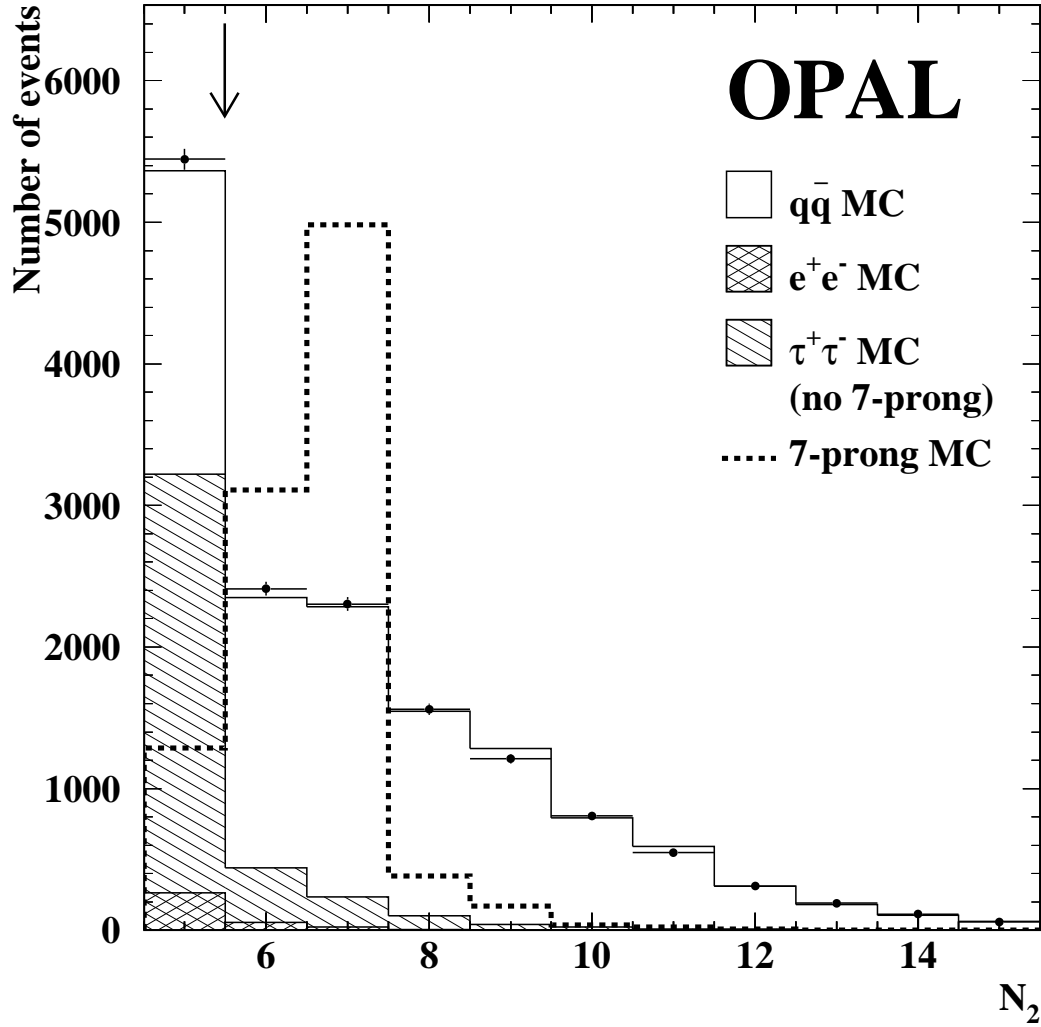 Number of events
6000
5000
4000
3000
2000
1000
0
6
8
10
12
14
N₂
OPAL
qq̄ MC
e⁺e⁻ MC
τ⁺τ⁻ MC
(no 7-prong)
7-prong MC